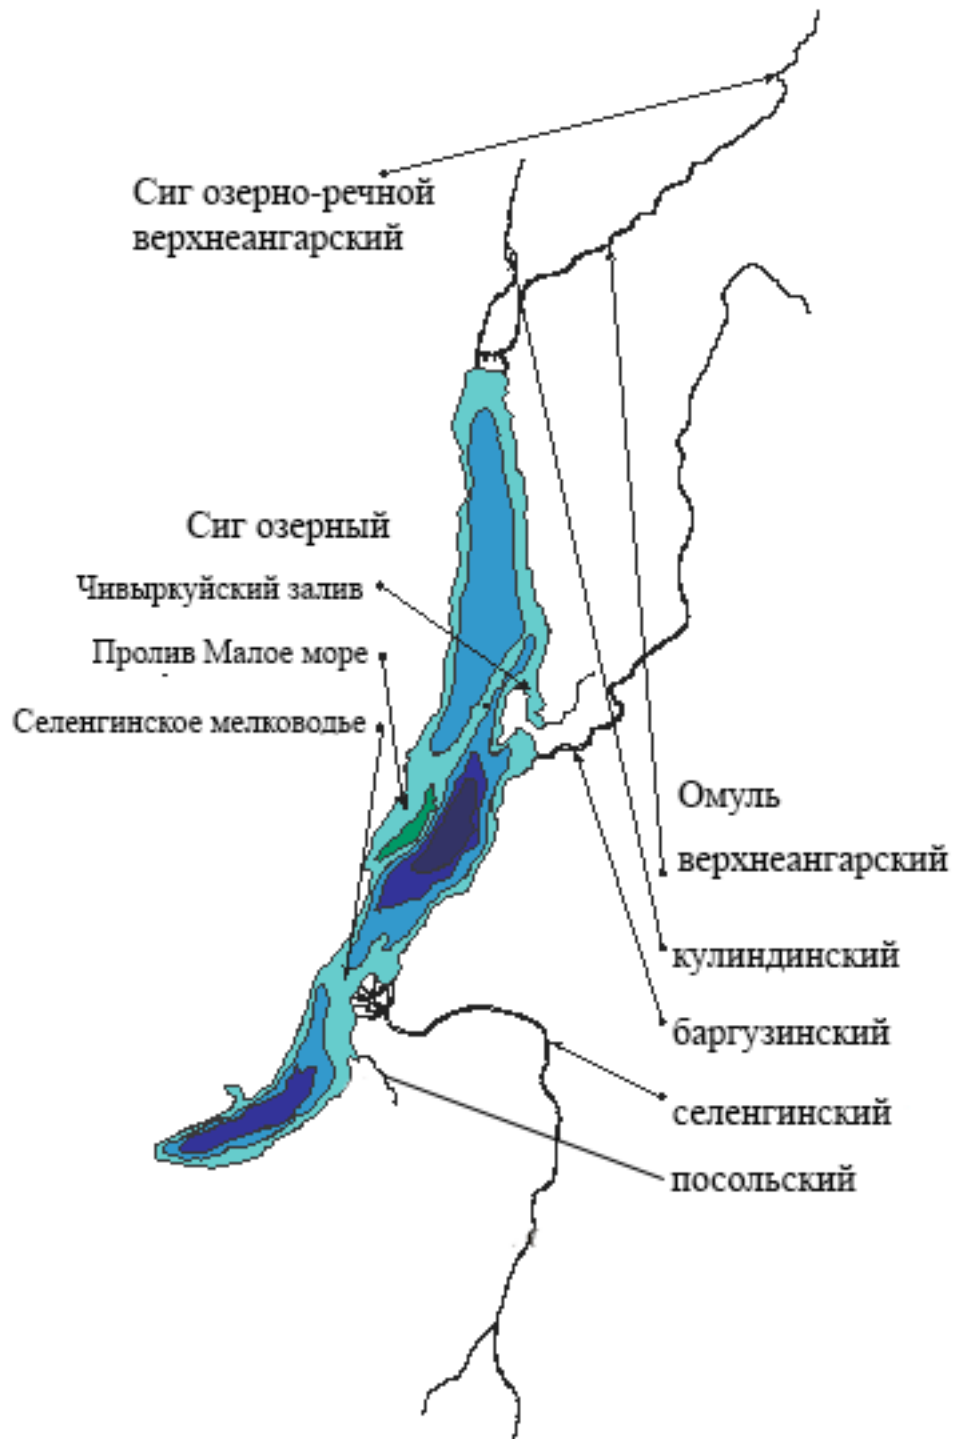 Сиг озерно-речной
верхнеангарский
Сиг озерный
Чивыркуйский залив
Пролив Малое море
Селенгинское мелководье
Омуль
верхнеангарский
кулиндинский
баргузинский
селенгинский
посольский